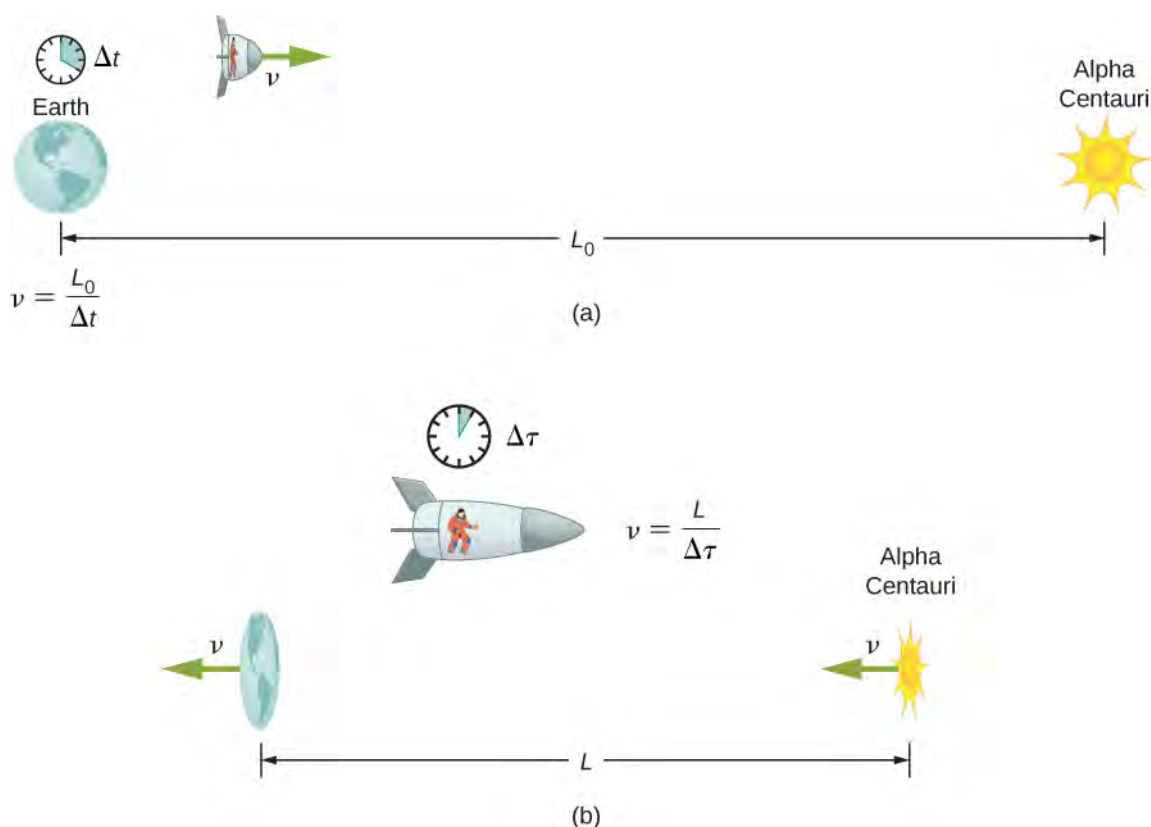 Δt
ν
Earth
Alpha
Centauri
L₀
ν = L₀/Δt
(a)
Δτ
ν = L/Δτ
Alpha
Centauri
ν
ν
L
(b)